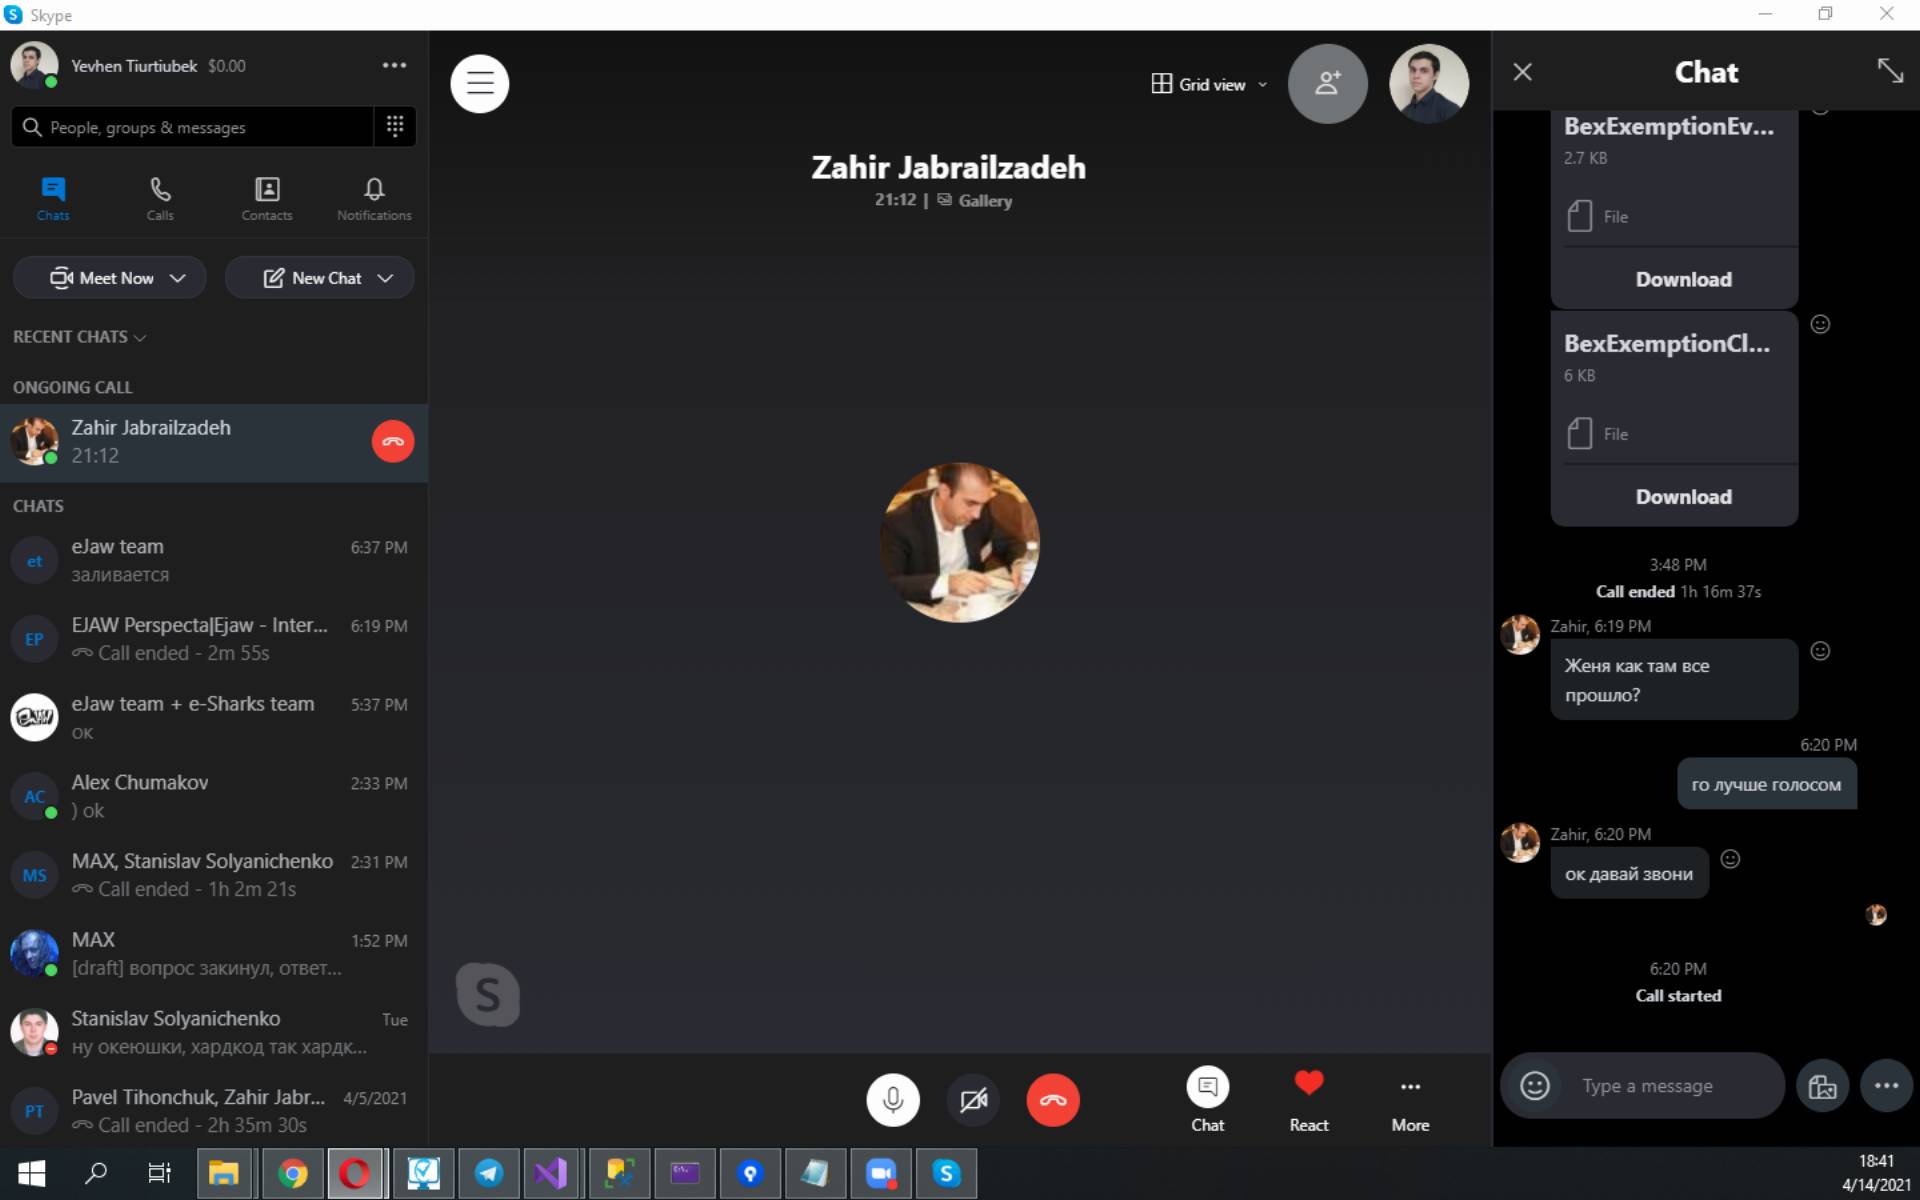 Skype
Yevhen Tiurtiubek $0.00
People, groups & messages
Chats
Calls
Contacts
Notifications
Meet Now
New Chat
RECENT CHATS
ONGOING CALL
Zahir Jabrailzadeh
21:12
CHATS
et
eJaw team 6:37 PM
заливается
EP
EJAW Perspecta|Ejaw - Inter... 6:19 PM
Call ended - 2m 55s
eJaw team + e-Sharks team 5:37 PM
ок
AC
Alex Chumakov 2:33 PM
) ok
MS
MAX, Stanislav Solyanichenko 2:31 PM
Call ended - 1h 2m 21s
MAX 1:52 PM
[draft] вопрос закинул, ответ...
Stanislav Solyanichenko Tue
ну океюшки, хардкод так хардк...
PT
Pavel Tihonchuk, Zahir Jabr... 4/5/2021
Call ended - 2h 35m 30s
Grid view
Zahir Jabrailzadeh
21:12 | Gallery
S
Chat
React
More
Chat
BexExemptionEv...
2.7 KB
File
Download
BexExemptionCl...
6 KB
File
Download
3:48 PM
Call ended 1h 16m 37s
Zahir, 6:19 PM
Женя как там все
прошло?
6:20 PM
го лучше голосом
Zahir, 6:20 PM
ок давай звони
6:20 PM
Call started
Type a message
18:41
4/14/2021